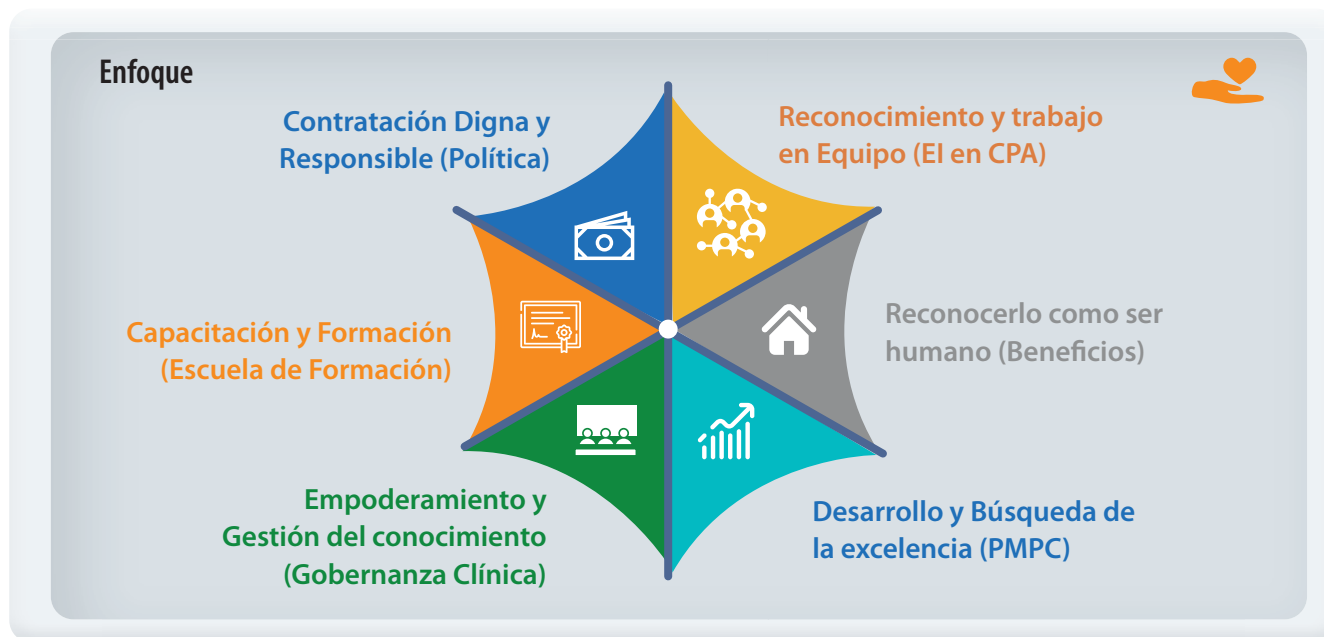 Enfoque
Contratación Digna y
Responsible (Política)
Reconocimiento y trabajo
en Equipo (EI en CPA)
Capacitación y Formación
(Escuela de Formación)
Reconocerlo como ser
humano (Beneficios)
Empoderamiento y
Gestión del conocimiento
(Gobernanza Clínica)
Desarrollo y Búsqueda de
la excelencia (PMPC)